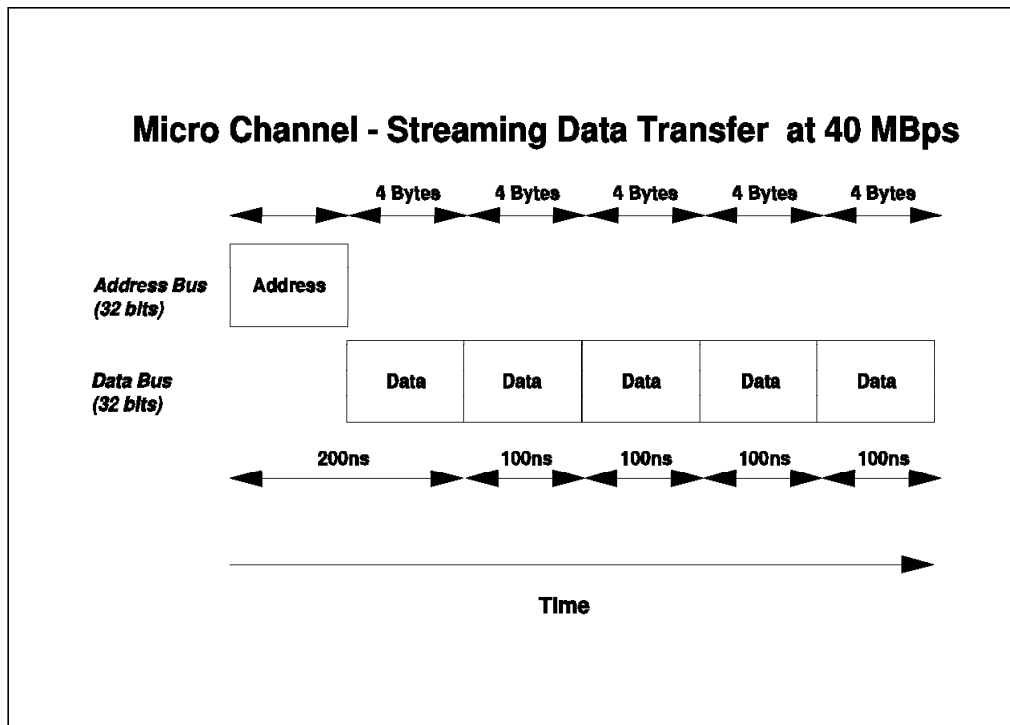 Micro Channel - Streaming Data Transfer at 40 MBps
4 Bytes 4 Bytes 4 Bytes 4 Bytes 4 Bytes
Address Bus
(32 bits)
Address
Data Bus
(32 bits)
Data Data Data Data Data
200ns 100ns 100ns 100ns 100ns
Time